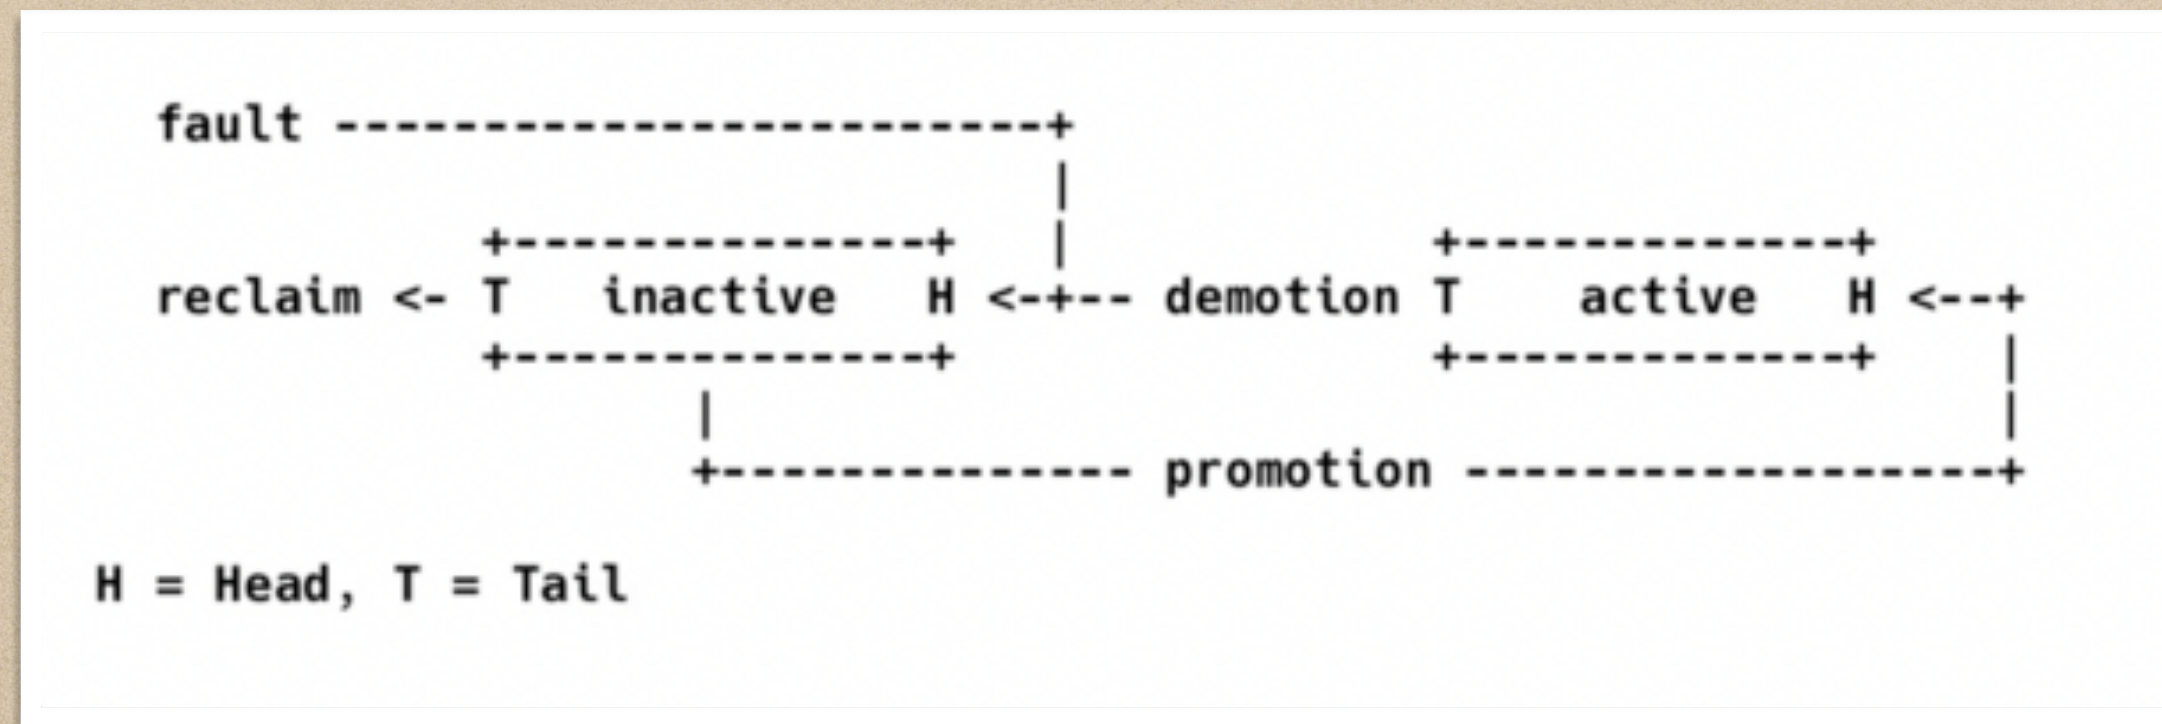 fault ------------------------+
|
+--------------+ | +-------------+
reclaim <- T inactive H <-+-- demotion T active H <--+
+--------------+ +-------------+ |
| |
+-------------- promotion ------------------+
H = Head, T = Tail